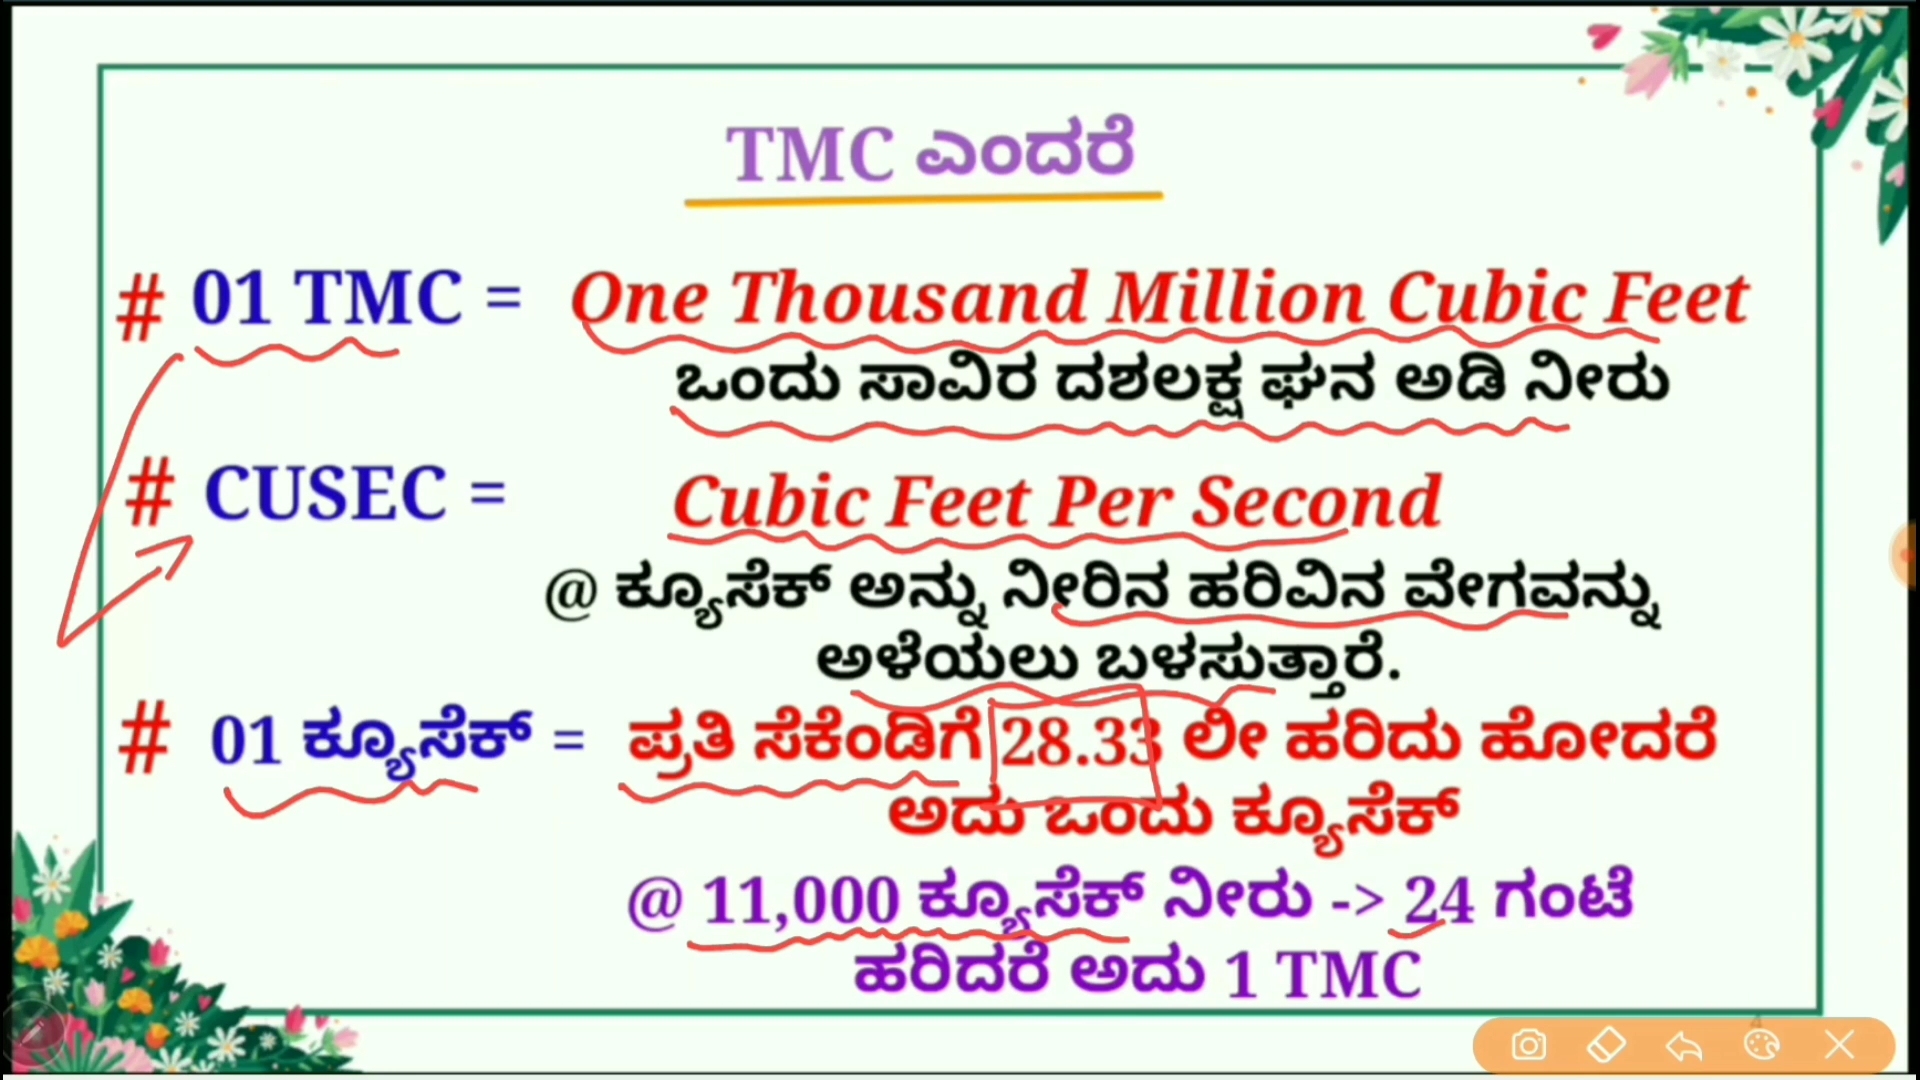 TMC ಎಂದರೆ
# 01 TMC = One Thousand Million Cubic Feet
ಒಂದು ಸಾವಿರ ದಶಲಕ್ಷ ಘನ ಅಡಿ ನೀರು
# CUSEC = Cubic Feet Per Second
@ ಕ್ಯೂಸೆಕ್ ಅನ್ನು ನೀರಿನ ಹರಿವಿನ ವೇಗವನ್ನು
ಅಳೆಯಲು ಬಳಸುತ್ತಾರೆ.
# 01 ಕ್ಯೂಸೆಕ್ = ಪ್ರತಿ ಸೆಕೆಂಡಿಗೆ 28.33 ಲೀ ಹರಿದು ಹೋದರೆ
ಅದು ಒಂದು ಕ್ಯೂಸೆಕ್
@ 11,000 ಕ್ಯೂಸೆಕ್ ನೀರು -> 24 ಗಂಟೆ
ಹರಿದರೆ ಅದು 1 TMC